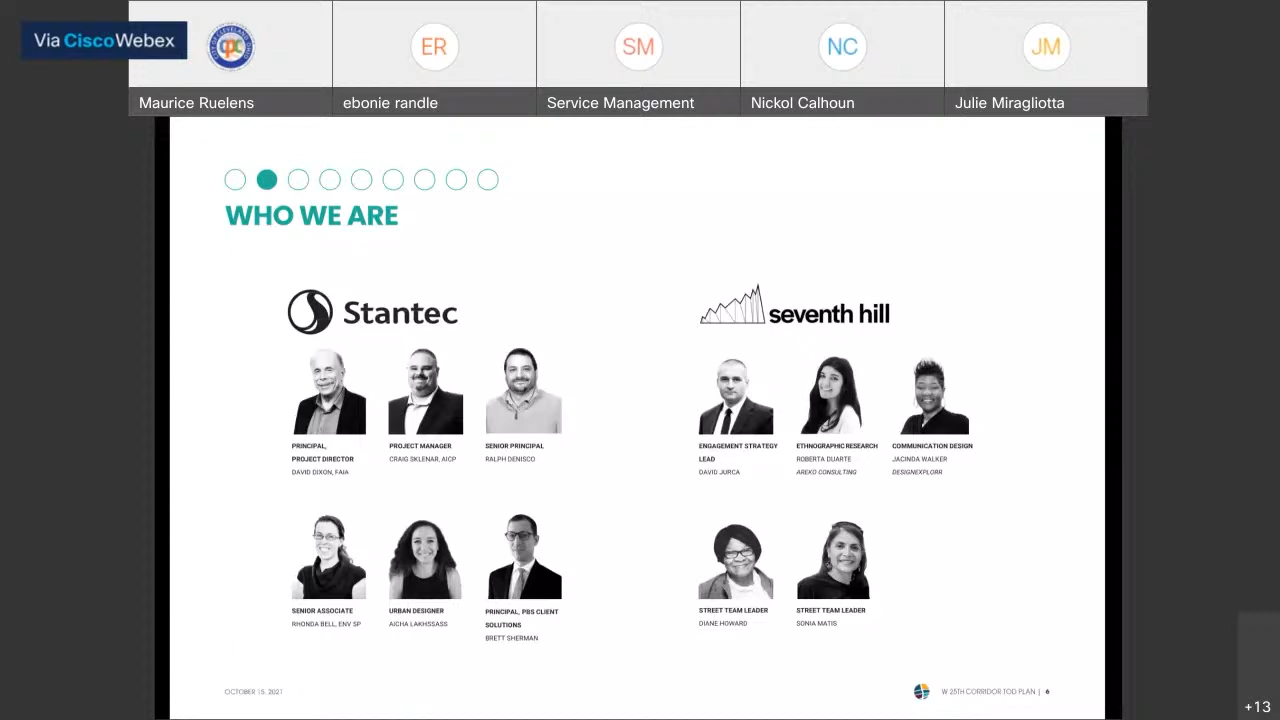 Via Cisco Webex
ER
SM
NC
JM
Maurice Ruelens
ebonie randle
Service Management
Nickol Calhoun
Julie Miragliotta
WHO WE ARE
Stantec
seventh hill
PRINCIPAL,
PROJECT DIRECTOR
DAVID DIXON, FAIA
PROJECT MANAGER
CRAIG SKLENAR, AICP
SENIOR PRINCIPAL
RALPH DENISCO
ENGAGEMENT STRATEGY
LEAD
DAVID JURCA
ETHNOGRAPHIC RESEARCH
ROBERTA DUARTE
AREKO CONSULTING
COMMUNICATION DESIGN
JACINDA WALKER
DESIGNEXPLORR
SENIOR ASSOCIATE
RHONDA BELL, ENV SP
URBAN DESIGNER
AICHA LAKHSSASS
PRINCIPAL, PBS CLIENT
SOLUTIONS
BRETT SHERMAN
STREET TEAM LEADER
DIANE HOWARD
STREET TEAM LEADER
SONIA MATIS
OCTOBER 15, 2021
W 25TH CORRIDOR TOD PLAN | 6
+13